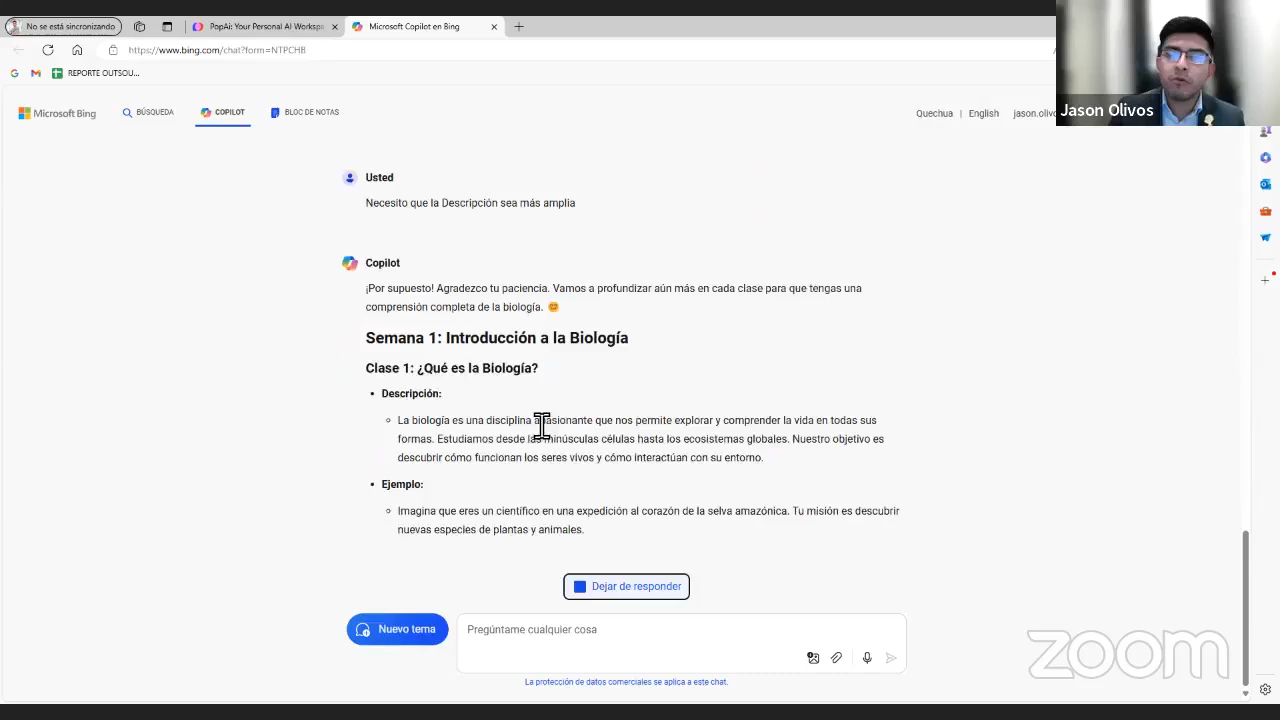 No se está sincronizando
PopAi: Your Personal AI Workspa
Microsoft Copilot en Bing
https://www.bing.com/chat?form=NTPCHB
REPORTE OUTSOU...
Microsoft Bing
BÚSQUEDA
COPILOT
BLOC DE NOTAS
Quechua | English
jason.olivo
Jason Olivos
Usted
Necesito que la Descripción sea más amplia
Copilot
¡Por supuesto! Agradezco tu paciencia. Vamos a profundizar aún más en cada clase para que tengas una
comprensión completa de la biología. 😊
Semana 1: Introducción a la Biología
Clase 1: ¿Qué es la Biología?
• Descripción:
La biología es una disciplina apasionante que nos permite explorar y comprender la vida en todas sus
formas. Estudiamos desde las minúsculas células hasta los ecosistemas globales. Nuestro objetivo es
descubrir cómo funcionan los seres vivos y cómo interactúan con su entorno.
• Ejemplo:
Imagina que eres un científico en una expedición al corazón de la selva amazónica. Tu misión es descubrir
nuevas especies de plantas y animales.
Dejar de responder
Nuevo tema
Pregúntame cualquier cosa
La protección de datos comerciales se aplica a este chat.
zoom